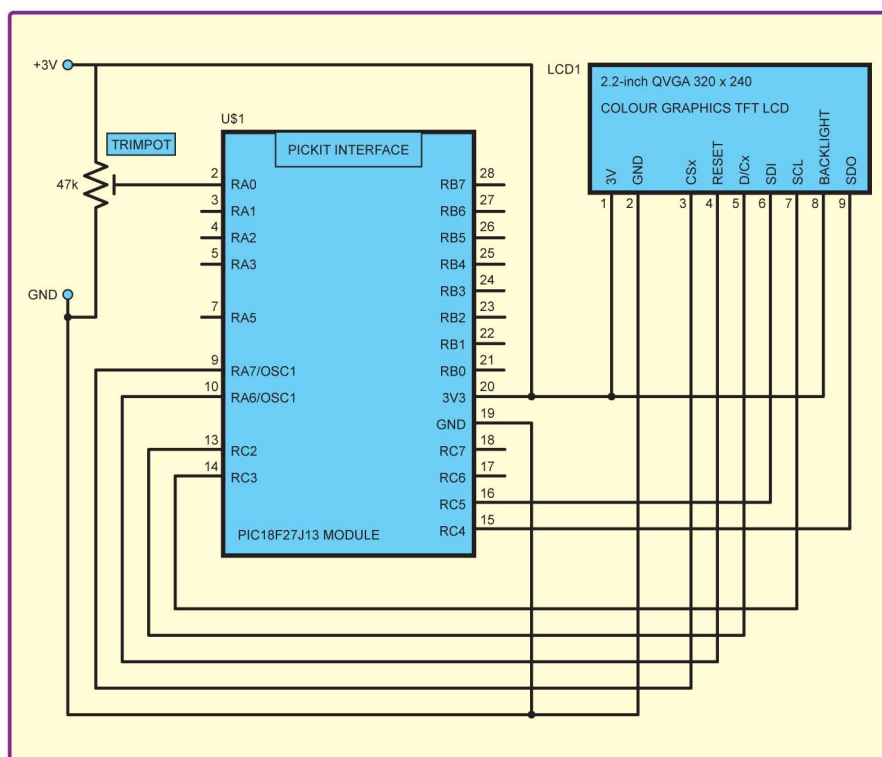 +3V
TRIMPOT
47k
GND
U$1
PICKIT INTERFACE
2 RA0
3 RA1
4 RA2
5 RA3
7 RA5
9 RA7/OSC1
10 RA6/OSC1
13 RC2
14 RC3
RB7 28
RB6 27
RB5 26
RB4 25
RB3 24
RB2 23
RB1 22
RB0 21
3V3 20
GND 19
RC7 18
RC6 17
RC5 16
RC4 15
PIC18F27J13 MODULE
LCD1
2.2-inch QVGA 320 x 240
COLOUR GRAPHICS TFT LCD
3V
GND
CSx
RESET
D/Cx
SDI
SCL
BACKLIGHT
SDO
1 2 3 4 5 6 7 8 9